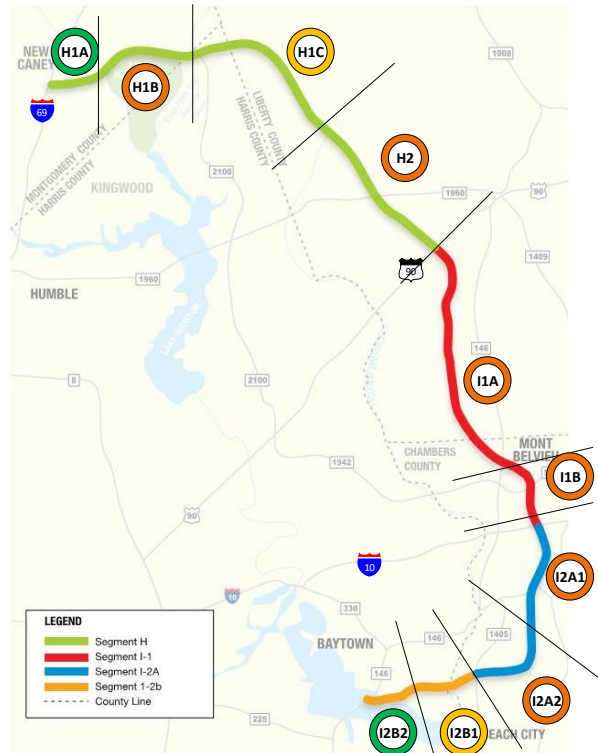 H1A
H1B
H1C
NEW
CANEY
69
1008
MONTGOMERY COUNTY
HARRIS COUNTY
LIBERTY COUNTY
HARRIS COUNTY
H2
KINGWOOD
2100
1960
90
90
1409
1960
HUMBLE
LAKE HOUSTON
146
8
2100
I1A
CHAMBERS
COUNTY
MONT
BELVIEU
1942
I1B
90
10
10
I2A1
330
BAYTOWN
146
1405
146
225
I2A2
I2B2
I2B1
EACH CITY
LEGEND
Segment H
Segment I-1
Segment I-2A
Segment 1-2b
County Line